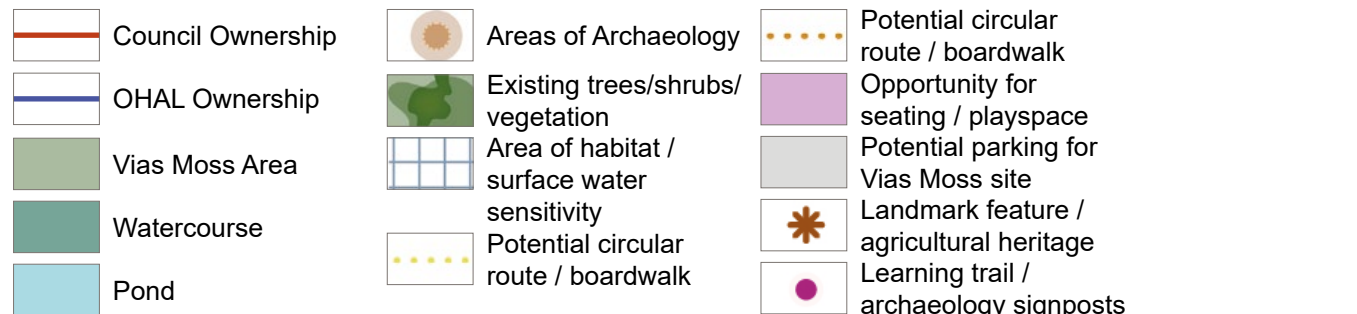 Council Ownership
OHAL Ownership
Vias Moss Area
Watercourse
Pond
Areas of Archaeology
Existing trees/shrubs/
vegetation
Area of habitat /
surface water
sensitivity
Potential circular
route / boardwalk
Potential circular
route / boardwalk
Opportunity for
seating / playspace
Potential parking for
Vias Moss site
Landmark feature /
agricultural heritage
Learning trail /
archaeology signposts